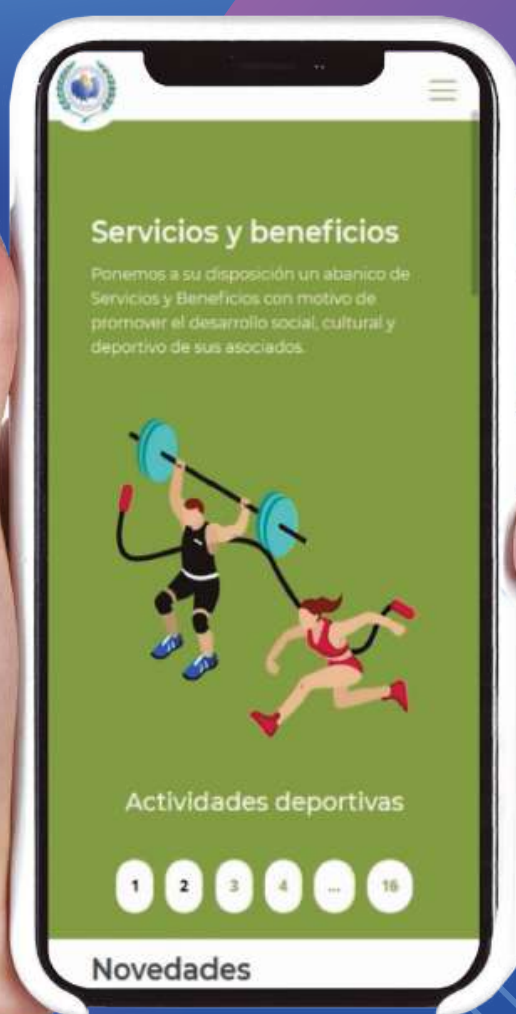 Servicios y beneficios
Ponemos a su disposición un abanico de
Servicios y Beneficios con motivo de
promover el desarrollo social, cultural y
deportivo de sus asociados.
Actividades deportivas
1 2 3 4 ... 16
Novedades